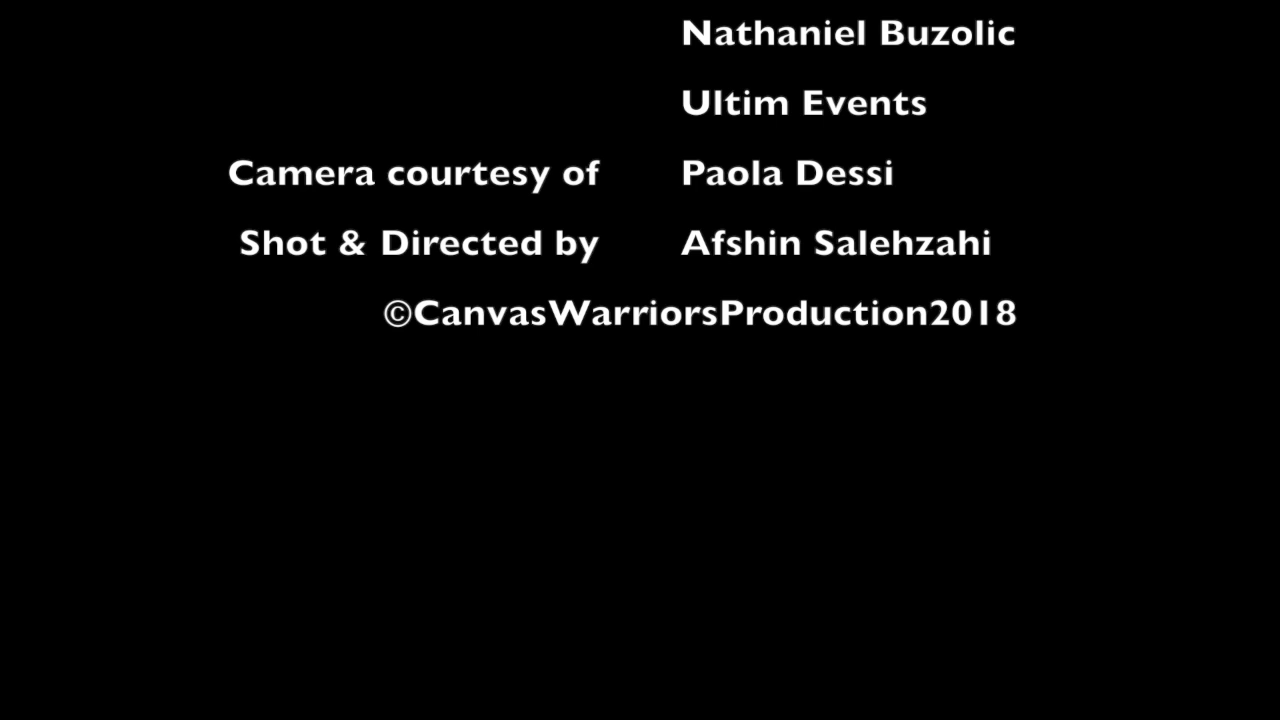 Nathaniel Buzolic
Ultim Events
Camera courtesy of Paola Dessi
Shot & Directed by Afshin Salehzahi
©CanvasWarriorsProduction2018